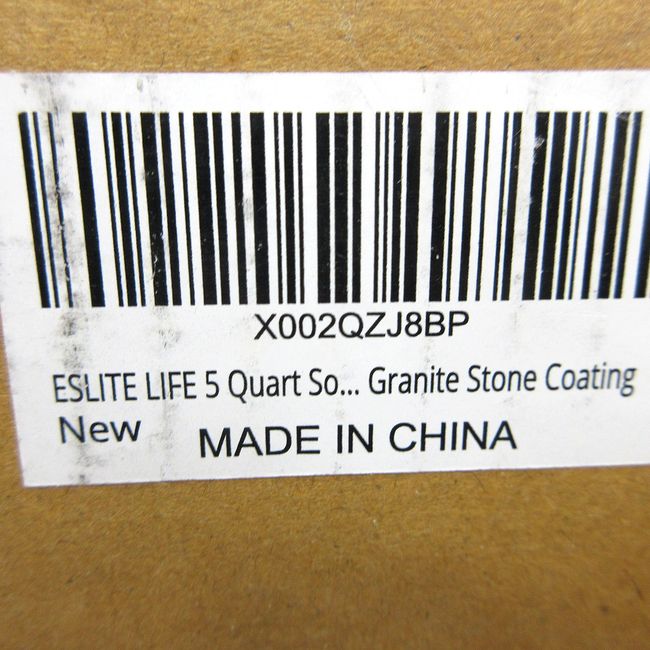 X002QZJ8BP
ESLITE LIFE 5 Quart So... Granite Stone Coating
New MADE IN CHINA